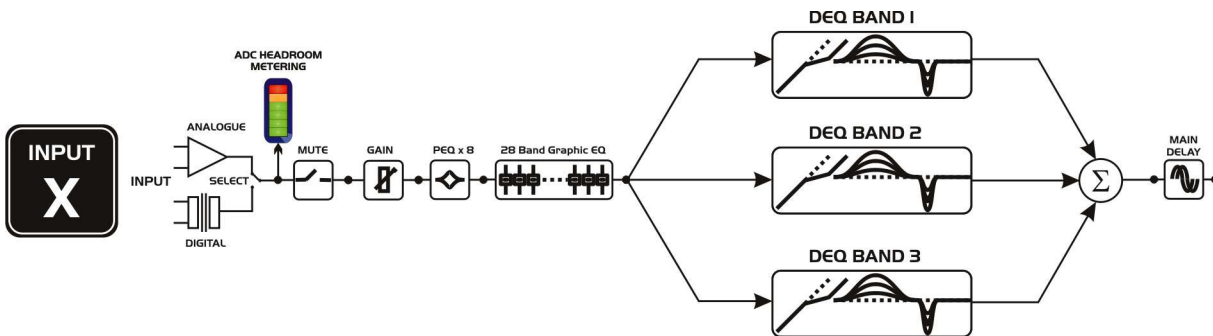 INPUT
X
ANALOGUE
INPUT
SELECT
DIGITAL
ADC HEADROOM
METERING
MUTE
GAIN
PEQ x 8
28 Band Graphic EQ
DEQ BAND 1
DEQ BAND 2
DEQ BAND 3
Σ
MAIN
DELAY